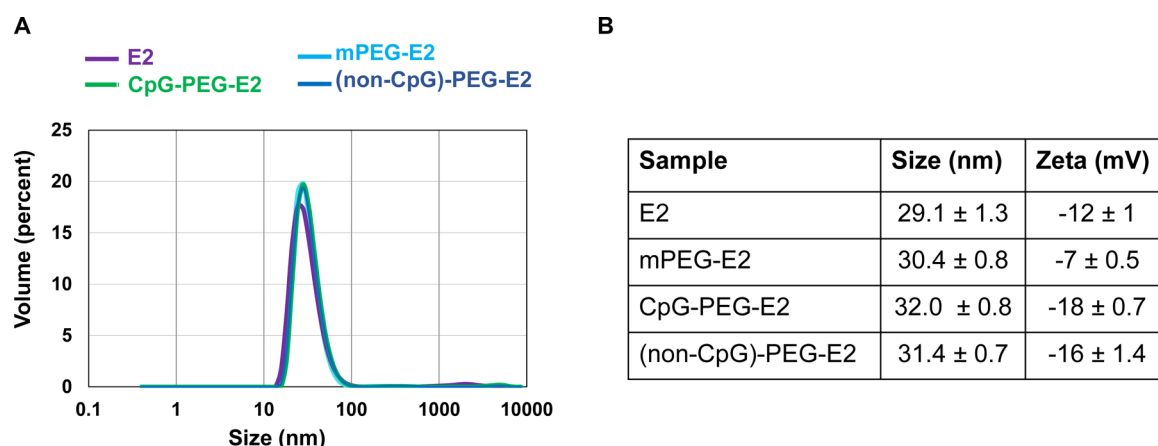 A
B
E2
mPEG-E2
CpG-PEG-E2
(non-CpG)-PEG-E2
25
20
15
10
5
0
Volume (percent)
0.1 1 10 100 1000 10000
Size (nm)
Sample Size (nm) Zeta (mV)
E2 29.1 ± 1.3 -12 ± 1
mPEG-E2 30.4 ± 0.8 -7 ± 0.5
CpG-PEG-E2 32.0 ± 0.8 -18 ± 0.7
(non-CpG)-PEG-E2 31.4 ± 0.7 -16 ± 1.4